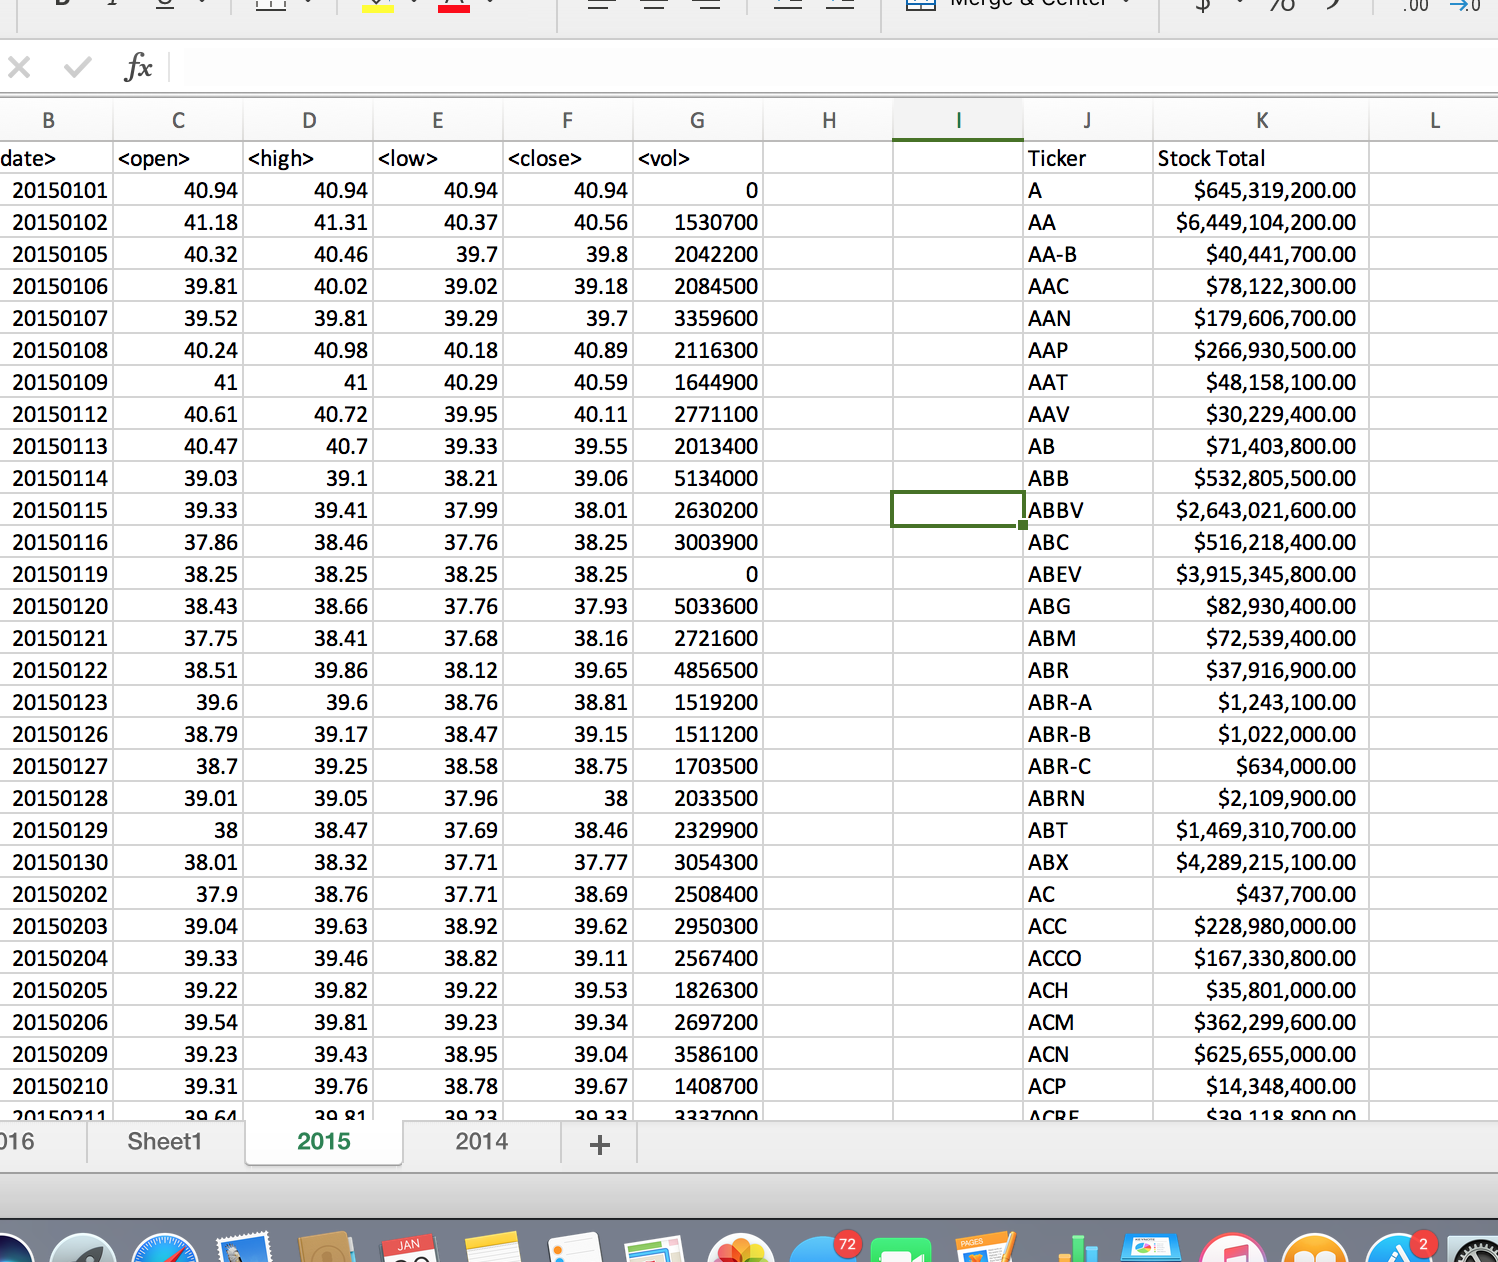 Merge & Center
$ % .00 .0
fx
B C D E F G H I J K L
date> <open> <high> <low> <close> <vol> Ticker Stock Total
20150101 40.94 40.94 40.94 40.94 0 A $645,319,200.00
20150102 41.18 41.31 40.37 40.56 1530700 AA $6,449,104,200.00
20150105 40.32 40.46 39.7 39.8 2042200 AA-B $40,441,700.00
20150106 39.81 40.02 39.02 39.18 2084500 AAC $78,122,300.00
20150107 39.52 39.81 39.29 39.7 3359600 AAN $179,606,700.00
20150108 40.24 40.98 40.18 40.89 2116300 AAP $266,930,500.00
20150109 41 41 40.29 40.59 1644900 AAT $48,158,100.00
20150112 40.61 40.72 39.95 40.11 2771100 AAV $30,229,400.00
20150113 40.47 40.7 39.33 39.55 2013400 AB $71,403,800.00
20150114 39.03 39.1 38.21 39.06 5134000 ABB $532,805,500.00
20150115 39.33 39.41 37.99 38.01 2630200 ABBV $2,643,021,600.00
20150116 37.86 38.46 37.76 38.25 3003900 ABC $516,218,400.00
20150119 38.25 38.25 38.25 38.25 0 ABEV $3,915,345,800.00
20150120 38.43 38.66 37.76 37.93 5033600 ABG $82,930,400.00
20150121 37.75 38.41 37.68 38.16 2721600 ABM $72,539,400.00
20150122 38.51 39.86 38.12 39.65 4856500 ABR $37,916,900.00
20150123 39.6 39.6 38.76 38.81 1519200 ABR-A $1,243,100.00
20150126 38.79 39.17 38.47 39.15 1511200 ABR-B $1,022,000.00
20150127 38.7 39.25 38.58 38.75 1703500 ABR-C $634,000.00
20150128 39.01 39.05 37.96 38 2033500 ABRN $2,109,900.00
20150129 38 38.47 37.69 38.46 2329900 ABT $1,469,310,700.00
20150130 38.01 38.32 37.71 37.77 3054300 ABX $4,289,215,100.00
20150202 37.9 38.76 37.71 38.69 2508400 AC $437,700.00
20150203 39.04 39.63 38.92 39.62 2950300 ACC $228,980,000.00
20150204 39.33 39.46 38.82 39.11 2567400 ACCO $167,330,800.00
20150205 39.22 39.82 39.22 39.53 1826300 ACH $35,801,000.00
20150206 39.54 39.81 39.23 39.34 2697200 ACM $362,299,600.00
20150209 39.23 39.43 38.95 39.04 3586100 ACN $625,655,000.00
20150210 39.31 39.76 38.78 39.67 1408700 ACP $14,348,400.00
20150211 39.64 39.81 39.23 39.33 3337000 ACRE $39,118,800.00
016 Sheet1 2015 2014 +
JAN
72
PAGES
2